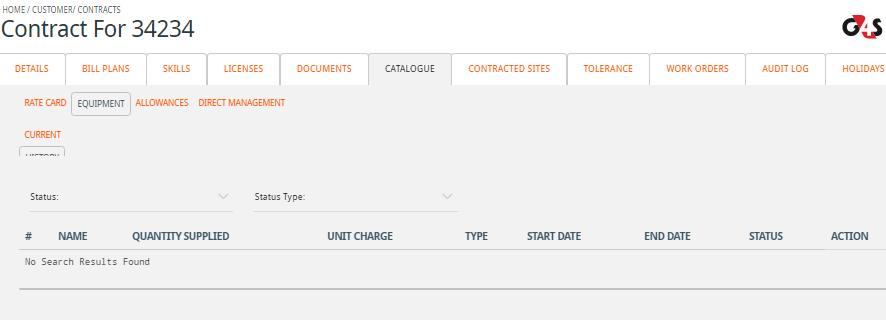 HOME / CUSTOMER/ CONTRACTS
Contract For 34234
G4S
DETAILS BILL PLANS SKILLS LICENSES DOCUMENTS CATALOGUE CONTRACTED SITES TOLERANCE WORK ORDERS AUDIT LOG HOLIDAYS
RATE CARD EQUIPMENT ALLOWANCES DIRECT MANAGEMENT
CURRENT
HISTORY
Status: Status Type:
# NAME QUANTITY SUPPLIED UNIT CHARGE TYPE START DATE END DATE STATUS ACTION
No Search Results Found